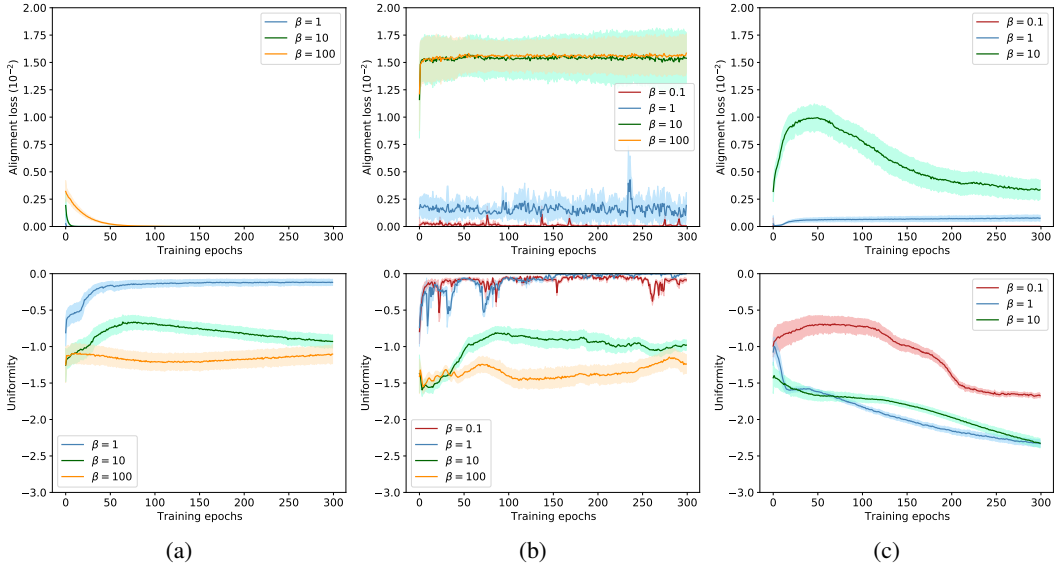 2.00
1.75
1.50
1.25
1.00
0.75
0.50
0.25
0.00
Alignment loss (10⁻²)
β = 1
β = 10
β = 100
0 50 100 150 200 250 300
Training epochs
2.00
1.75
1.50
1.25
1.00
0.75
0.50
0.25
0.00
Alignment loss (10⁻²)
β = 0.1
β = 1
β = 10
β = 100
0 50 100 150 200 250 300
Training epochs
2.00
1.75
1.50
1.25
1.00
0.75
0.50
0.25
0.00
Alignment loss (10⁻²)
β = 0.1
β = 1
β = 10
0 50 100 150 200 250 300
Training epochs
0.0
−0.5
−1.0
−1.5
−2.0
−2.5
−3.0
Uniformity
β = 1
β = 10
β = 100
0 50 100 150 200 250 300
Training epochs
0.0
−0.5
−1.0
−1.5
−2.0
−2.5
−3.0
Uniformity
β = 0.1
β = 1
β = 10
β = 100
0 50 100 150 200 250 300
Training epochs
0.0
−0.5
−1.0
−1.5
−2.0
−2.5
−3.0
Uniformity
β = 0.1
β = 1
β = 10
0 50 100 150 200 250 300
Training epochs
(a)
(b)
(c)